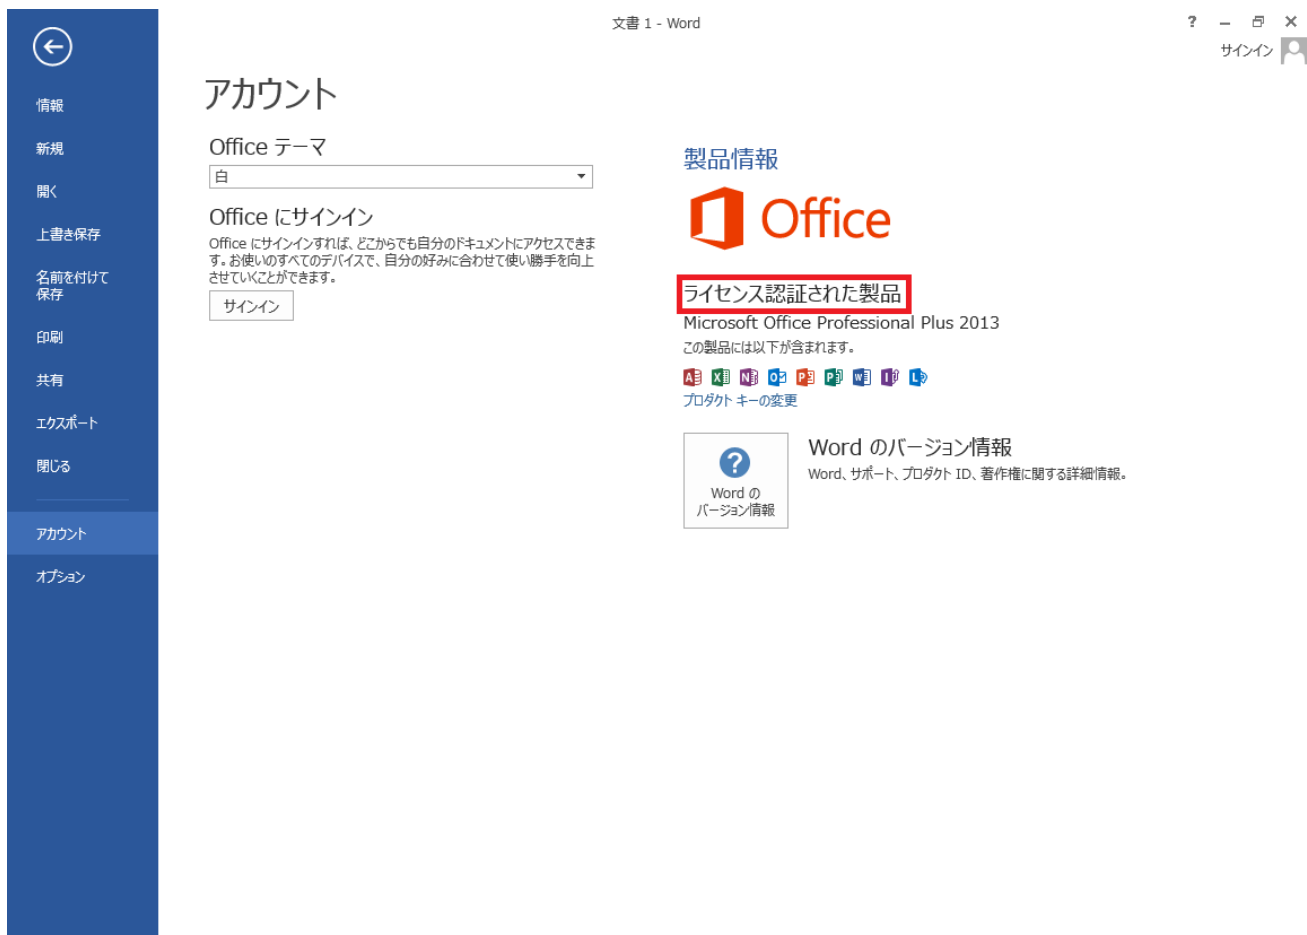 文書 1 - Word
? – ✕
サインイン
情報
新規
開く
上書き保存
名前を付けて
保存
印刷
共有
エクスポート
閉じる
アカウント
オプション
アカウント
Office テーマ
白
Office にサインイン
Office にサインインすれば、どこからでも自分のドキュメントにアクセスできま
す。お使いのすべてのデバイスで、自分の好みに合わせて使い勝手を向上
させていくことができます。
サインイン
製品情報
Office
ライセンス認証された製品
Microsoft Office Professional Plus 2013
この製品には以下が含まれます。
プロダクト キーの変更
?
Word の
バージョン情報
Word のバージョン情報
Word、サポート、プロダクト ID、著作権に関する詳細情報。